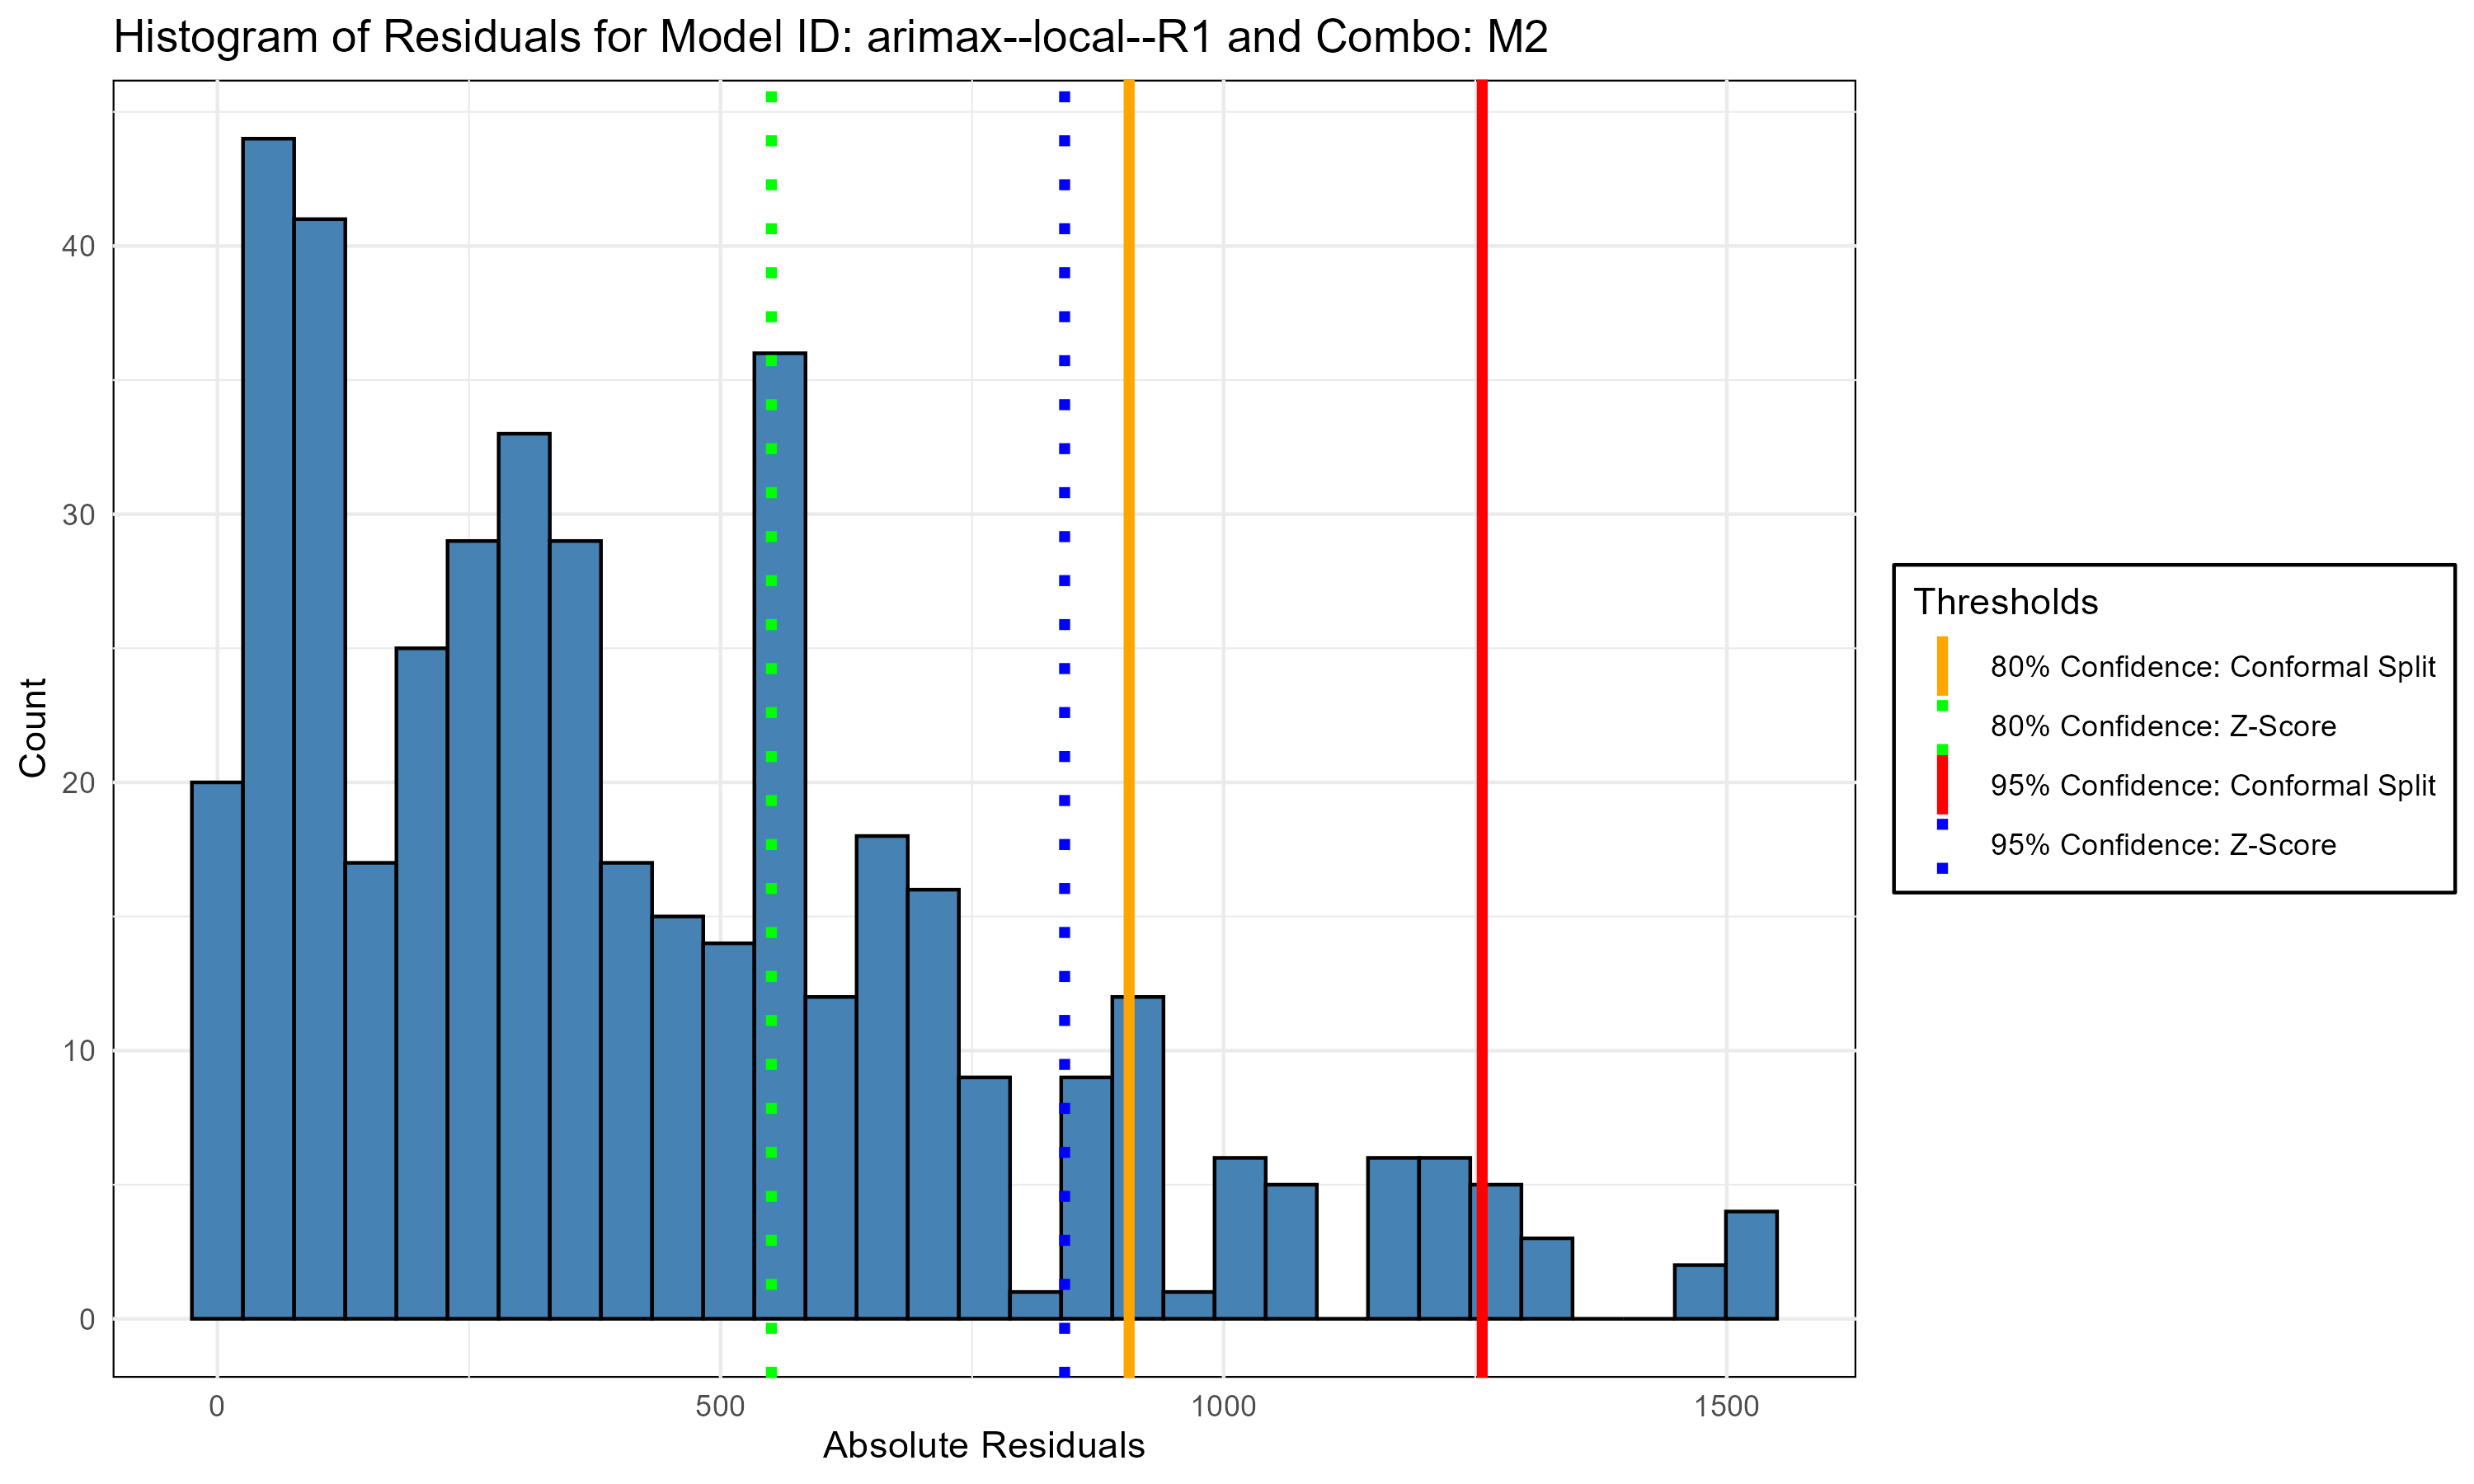 Histogram of Residuals for Model ID: arimax--local--R1 and Combo: M2
Count
40
30
20
10
0
0 500 1000 1500
Absolute Residuals
Thresholds
80% Confidence: Conformal Split
80% Confidence: Z-Score
95% Confidence: Conformal Split
95% Confidence: Z-Score